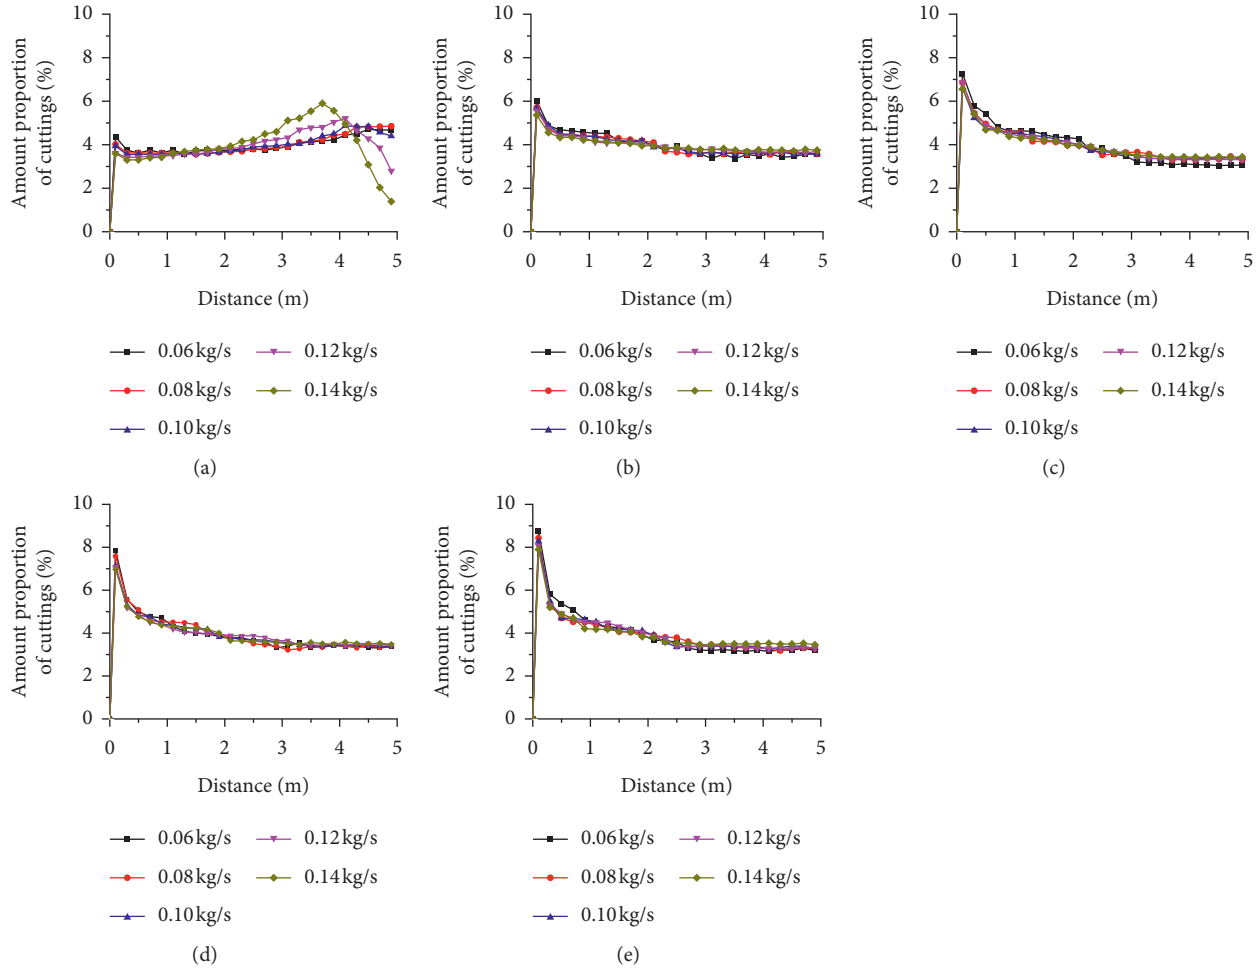 10
8
6
4
2
0
Amount proportion
of cuttings (%)
0 1 2 3 4 5
Distance (m)
0.06 kg/s
0.08 kg/s
0.10 kg/s
0.12 kg/s
0.14 kg/s
(a)
10
8
6
4
2
0
Amount proportion
of cuttings (%)
0 1 2 3 4 5
Distance (m)
0.06 kg/s
0.08 kg/s
0.10 kg/s
0.12 kg/s
0.14 kg/s
(b)
10
8
6
4
2
0
Amount proportion
of cuttings (%)
0 1 2 3 4 5
Distance (m)
0.06 kg/s
0.08 kg/s
0.10 kg/s
0.12 kg/s
0.14 kg/s
(c)
10
8
6
4
2
0
Amount proportion
of cuttings (%)
0 1 2 3 4 5
Distance (m)
0.06 kg/s
0.08 kg/s
0.10 kg/s
0.12 kg/s
0.14 kg/s
(d)
10
8
6
4
2
0
Amount proportion
of cuttings (%)
0 1 2 3 4 5
Distance (m)
0.06 kg/s
0.08 kg/s
0.10 kg/s
0.12 kg/s
0.14 kg/s
(e)